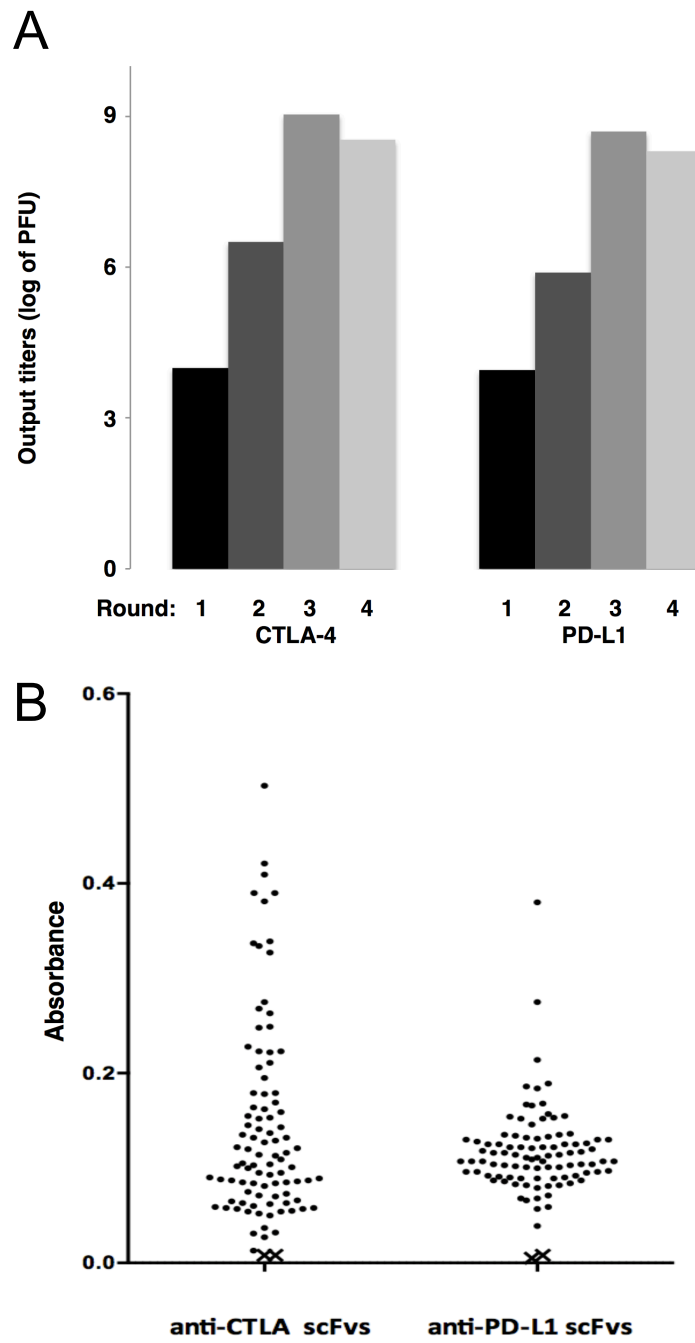 A
Output titers (log of PFU)
9
6
3
0
Round: 1 2 3 4 1 2 3 4
CTLA-4 PD-L1
B
Absorbance
0.6
0.4
0.2
0.0
anti-CTLA scFvs anti-PD-L1 scFvs